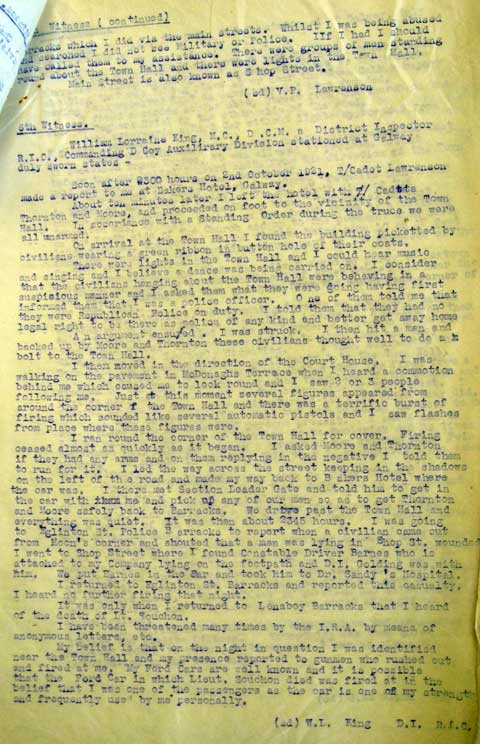 Witness ( continued)
Barracks which I did via the main streets. Whilst I was being abused
and searched I did not see Military or Police. Iif I had I should
have called them to my assistance. There were groups of men standing
about the Town Hall and there were lights in the Town Hall.
Main Street is also known as Shop Street.
(Sd) V.P. Lawrenson
6th Witness.
William Lorraine King, M.C., D.C.M. a District Inspector
R.I.C., Commanding D Coy Auxiliary Division stationed at Galway
duly sworn states -
Soon after 2300 hours on 2nd October 1921, T/Cadet Lawrenson
made a report to me at Bakers Hotel, Galway.
About ten minutes later I left the hotel with T/ Cadets
Thornton and Moore, and proceeded on foot to the vicinity of the Town
Hall. In accordance with a Standing Order during the truce we were
all unarmed.
On arrival at the Town Hall I found the building picketted by
civilians wearing a green ribbon in button hole of their coats.
There were lights in the Town Hall and I could hear music
and singing and I believe a dance was being carried on. I consider
that the civilians hanging about the Town Hall were behaving in a
suspicious manner and I asked them what they were doing having first
informed them that I was a police officer. One of them told me that
they were Republican Police on duty. I told them that they had no
legal right to be there as police of any kind and better get away home
An argument ensured. I was struck. I then hit a man and
backed up by Moore and Thornton these civilians thought well to do a
bolt to the Town Hall.
I then moved in the direction of the Court House. I was
walking on the pavement in McDonaghs Terrace when I heard a commotion
behind me which caused me to look round and I saw 2 or 3 people
following me. Just at this moment several figures appeared from
around the corner of the Town Hall and there was a terrific burst of
firing which sounded like several automatic pistols and I saw flashes
from place where these figures were.
I ran round the corner of the Town Hall for cover. Firing
ceased almost as quickly as it began. I asked Moore and Thornton
if they had any arms and on them replying in the negative I told them
to run for it. I led the way across the street keeping in the shadows
on the left of the road and made my way back to Bakers Hotel where
the car was. I there met Section Leader Gate and told him to get in
the car with me and pick up any of our men so and to get Thornton
and Moore safely back to Barracks. We drove past the Town Hall and
everything was quiet. It was then about 2345 hours. I was going
to Eglinton St. Police Barracks to report when a civilian came out
from Moon's corner and shouted that a man was lying in Shop St. wounded
I went to Shop Street where I found Constable Driver Barnes who is
attached to my Company lying on the footpath and D.I. Golding was with
him. We put Barnes in the Car and took him to Dr. Sandy's Hospital.
I returned to Eglinton St. Barracks and reported this casualty.
I heard no further firing that night.
It was only when I returned to Lenaboy Barracks that I heard
of the death of Lt. Souchon.
I have been threatened many times by the I.R.A. by means of
anonymous letters, etc.
My belief is that on the night in question I was identified
near the Town Hall and my presence reported to gunmen who rushed out
and fired at me. My Ford Cars are well known and it is possible
that the Ford Car in which Lieut. Souchon died was fired at in the
belief that I was one of the passengers as the car is one of my strength
and frequently used by me personally.
(sd) W.L. King D.I. R.I.C.